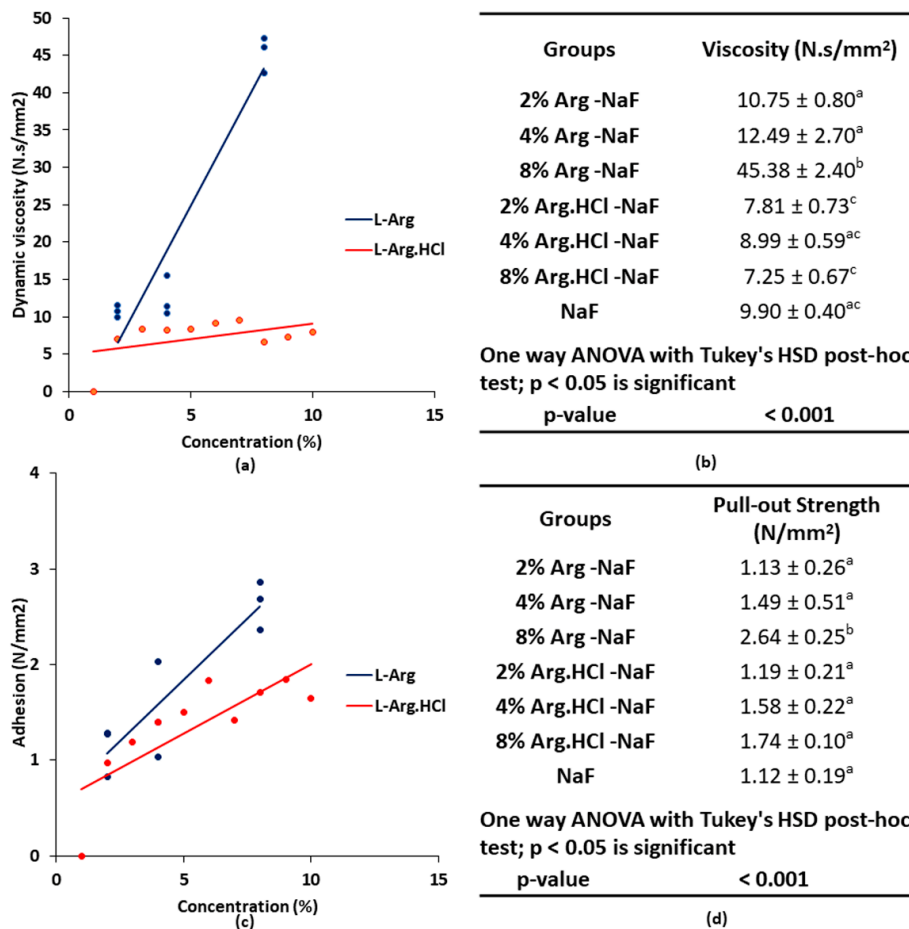 (a)
50
45
40
35
30
25
20
15
10
5
0
Dynamic viscosity (N.s/mm2)
L-Arg
L-Arg.HCl
0 5 10 15
Concentration (%)
(a)
Groups Viscosity (N.s/mm²)
2% Arg -NaF 10.75 ± 0.80ᵃ
4% Arg -NaF 12.49 ± 2.70ᵃ
8% Arg -NaF 45.38 ± 2.40ᵇ
2% Arg.HCl -NaF 7.81 ± 0.73ᶜ
4% Arg.HCl -NaF 8.99 ± 0.59ᵃᶜ
8% Arg.HCl -NaF 7.25 ± 0.67ᶜ
NaF 9.90 ± 0.40ᵃᶜ
One way ANOVA with Tukey's HSD post-hoc
test; p < 0.05 is significant
p-value < 0.001
(b)
4
3
2
1
0
Adhesion (N/mm2)
L-Arg
L-Arg.HCl
0 5 10 15
Concentration (%)
(c)
Groups Pull-out Strength
(N/mm²)
2% Arg -NaF 1.13 ± 0.26ᵃ
4% Arg -NaF 1.49 ± 0.51ᵃ
8% Arg -NaF 2.64 ± 0.25ᵇ
2% Arg.HCl -NaF 1.19 ± 0.21ᵃ
4% Arg.HCl -NaF 1.58 ± 0.22ᵃ
8% Arg.HCl -NaF 1.74 ± 0.10ᵃ
NaF 1.12 ± 0.19ᵃ
One way ANOVA with Tukey's HSD post-hoc
test; p < 0.05 is significant
p-value < 0.001
(d)